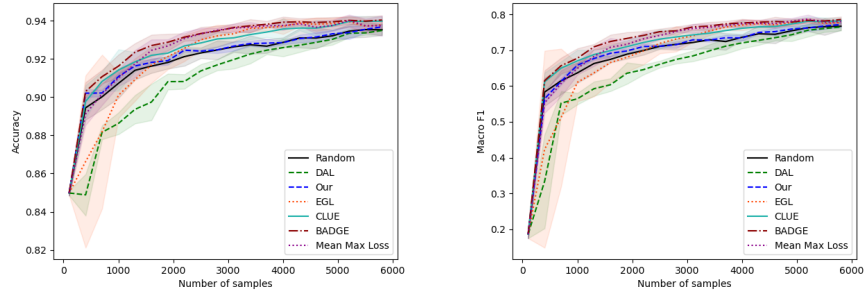 0.94
0.92
0.90
0.88
0.86
0.84
0.82
Accuracy
0 1000 2000 3000 4000 5000 6000
Number of samples
Random
DAL
Our
EGL
CLUE
BADGE
Mean Max Loss
0.8
0.7
0.6
0.5
0.4
0.3
0.2
Macro F1
0 1000 2000 3000 4000 5000 6000
Number of samples
Random
DAL
Our
EGL
CLUE
BADGE
Mean Max Loss